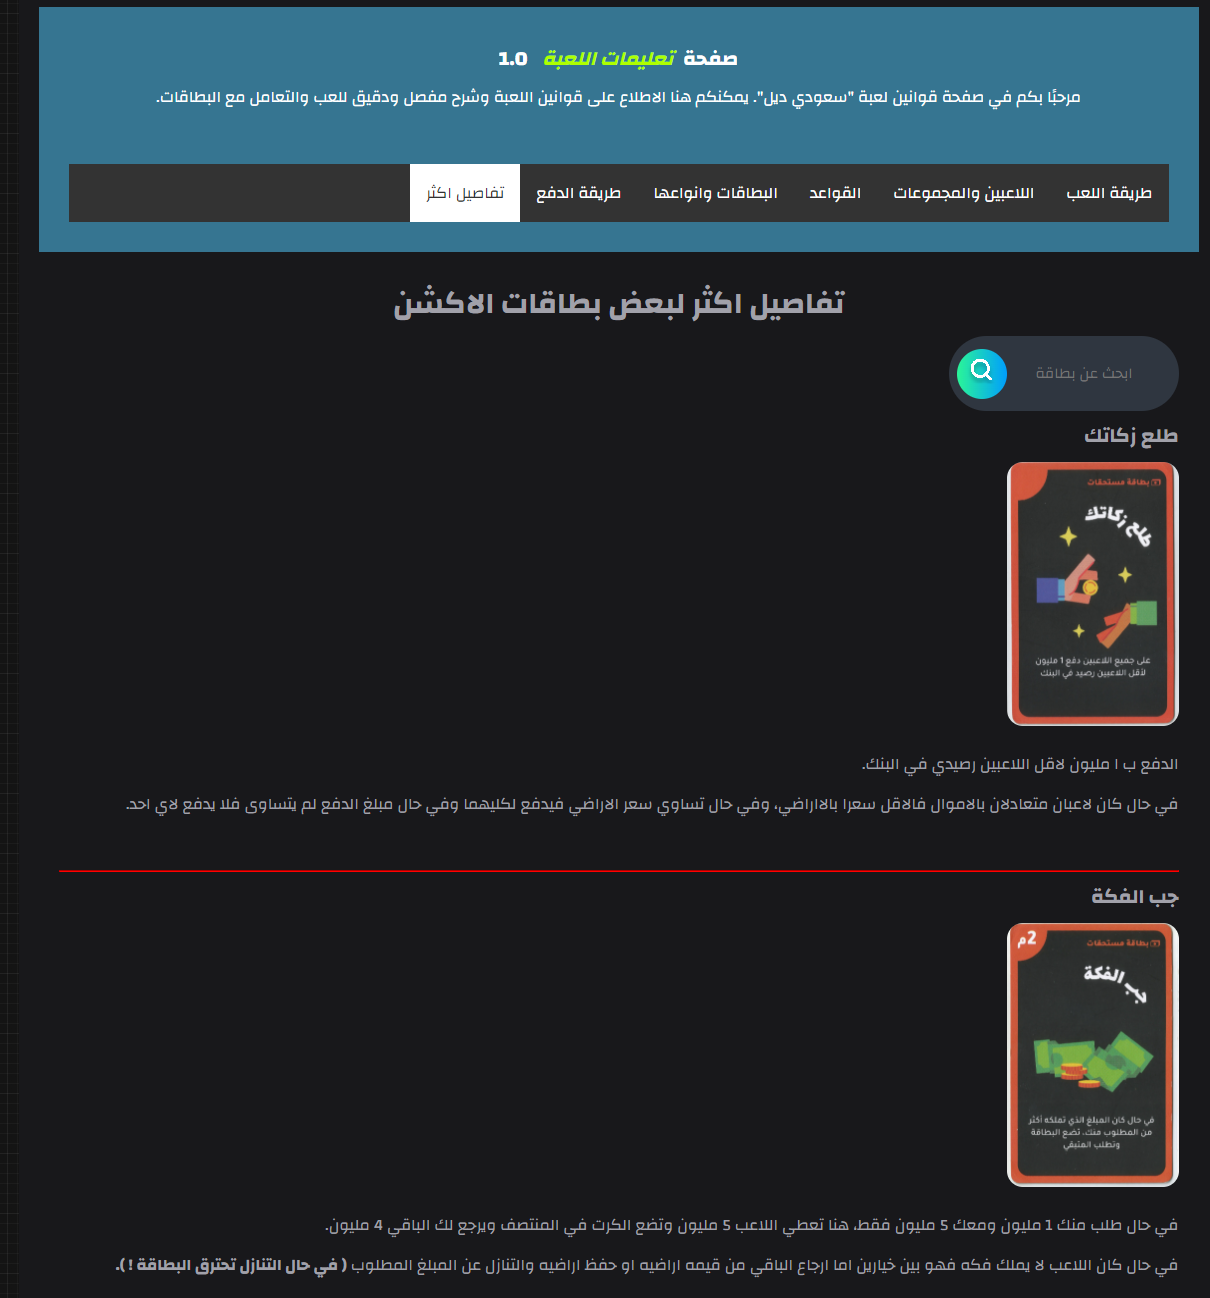 صفحة تعليمات اللعبة 1.0
مرحبًا بكم في صفحة قوانين لعبة "سعودي ديل". يمكنكم هنا الاطلاع على قوانين اللعبة وشرح مفصل ودقيق للعب والتعامل مع البطاقات.
طريقة اللعب اللاعبين والمجموعات القواعد البطاقات وانواعها طريقة الدفع تفاصيل اكثر
تفاصيل اكثر لبعض بطاقات الاكشن
ابحث عن بطاقة
طلع زكاتك
بطاقة مستحقات
طلع زكاتك
على جميع اللاعبين دفع 1 مليون
لأقل اللاعبين رصيد في البنك
الدفع ب ا مليون لاقل اللاعبين رصيدي في البنك.
في حال كان لاعبان متعادلان بالاموال فالاقل سعرا بالااراضي، وفي حال تساوي سعر الاراضي فيدفع لكليهما وفي حال مبلغ الدفع لم يتساوى فلا يدفع لاي احد.
جب الفكة
بطاقة مستحقات
2م
جب الفكة
في حال كان المبلغ الذي تملكه أكثر
من المطلوب منك، تضع البطاقة
وتطلب المتبقي
في حال طلب منك 1 مليون ومعك 5 مليون فقط، هنا تعطي اللاعب 5 مليون وتضع الكرت في المنتصف ويرجع لك الباقي 4 مليون.
في حال كان اللاعب لا يملك فكه فهو بين خيارين اما ارجاع الباقي من قيمه اراضيه او حفظ اراضيه والتنازل عن المبلغ المطلوب ( في حال التنازل تحترق البطاقة ! ).